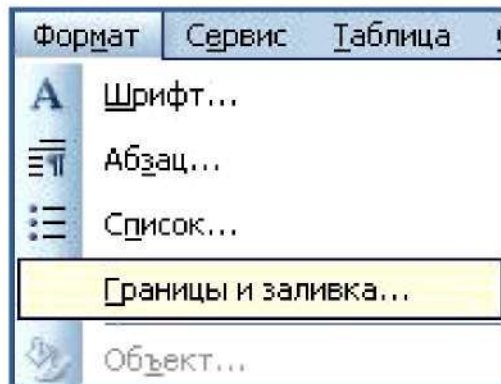 Формат Сервис Таблица
Шрифт...
Абзац...
Список...
Границы и заливка...
Объект...